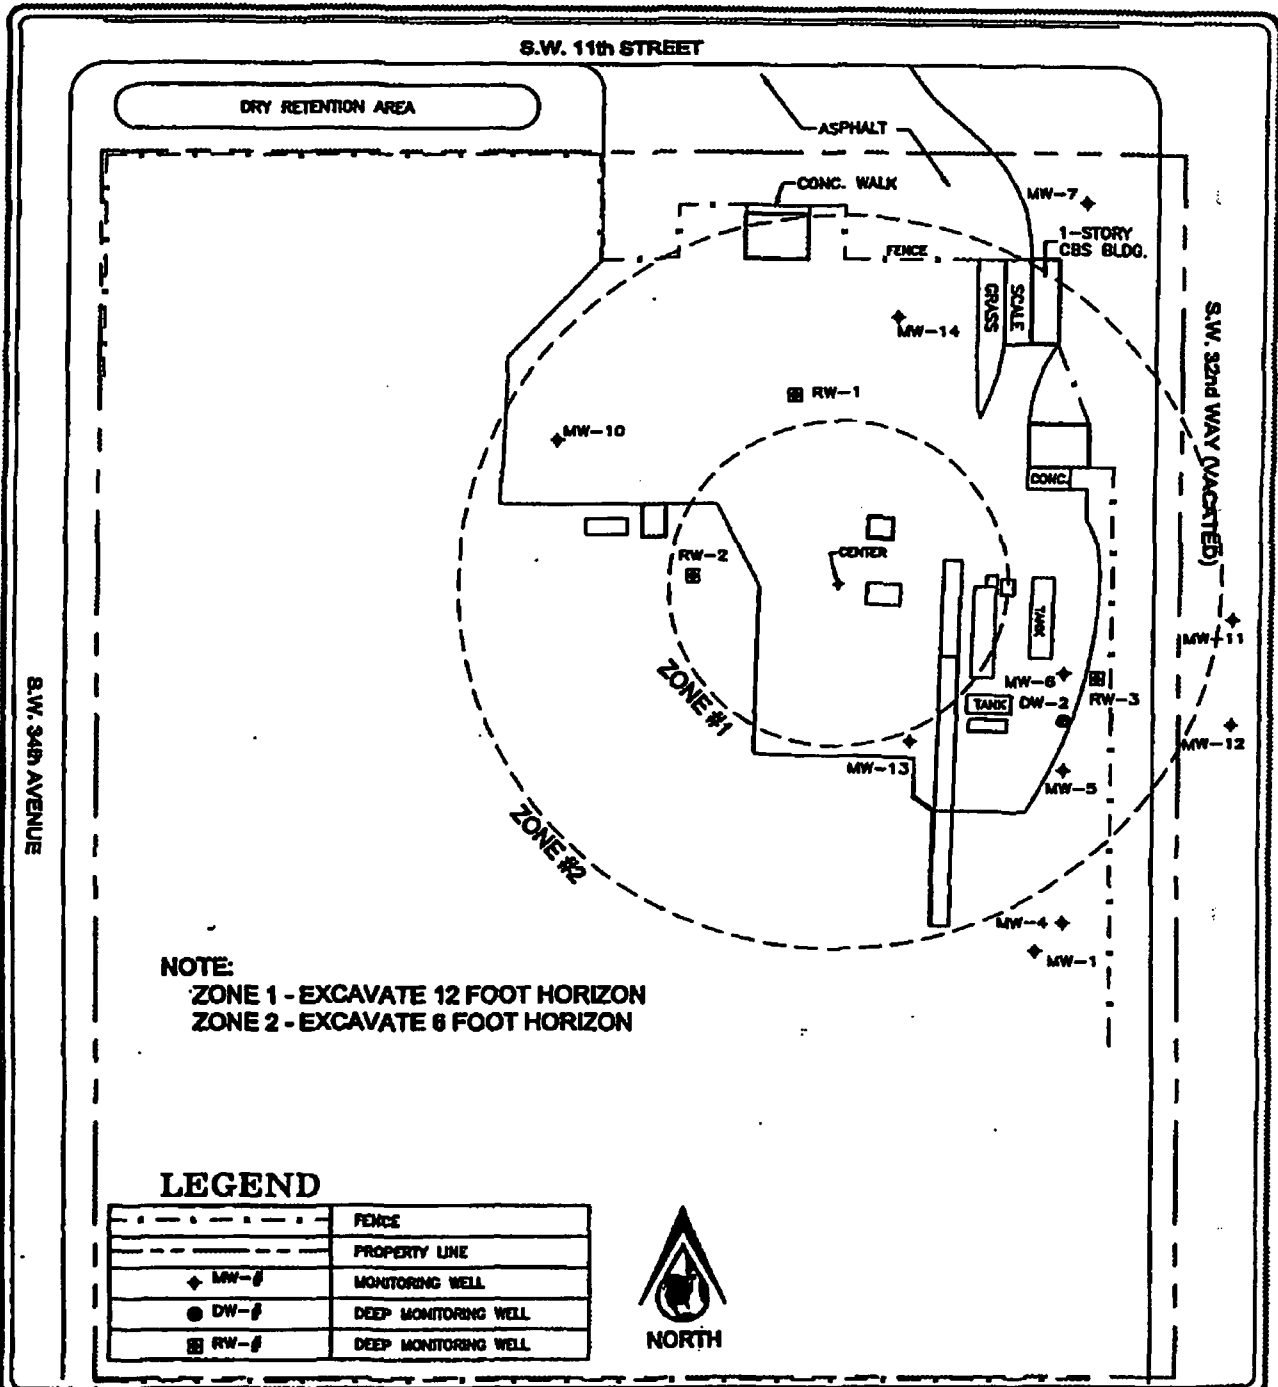 S.W. 11th STREET
DRY RETENTION AREA
ASPHALT
CONC. WALK
MW-7
1-STORY
CBS BLDG.
FENCE
GRASS
SCALE
MW-14
S.W. 32nd WAY (VACATED)
RW-1
MW-10
CONC.
RW-2
CENTER
TANK
MW-11
MW-6
RW-3
ZONE #1
TANK
DW-2
MW-12
MW-13
MW-5
S.W. 34th AVENUE
ZONE #2
MW-4
MW-1
NOTE:
ZONE 1 - EXCAVATE 12 FOOT HORIZON
ZONE 2 - EXCAVATE 6 FOOT HORIZON
LEGEND
FENCE
PROPERTY LINE
MW-# MONITORING WELL
DW-# DEEP MONITORING WELL
RW-# DEEP MONITORING WELL
NORTH